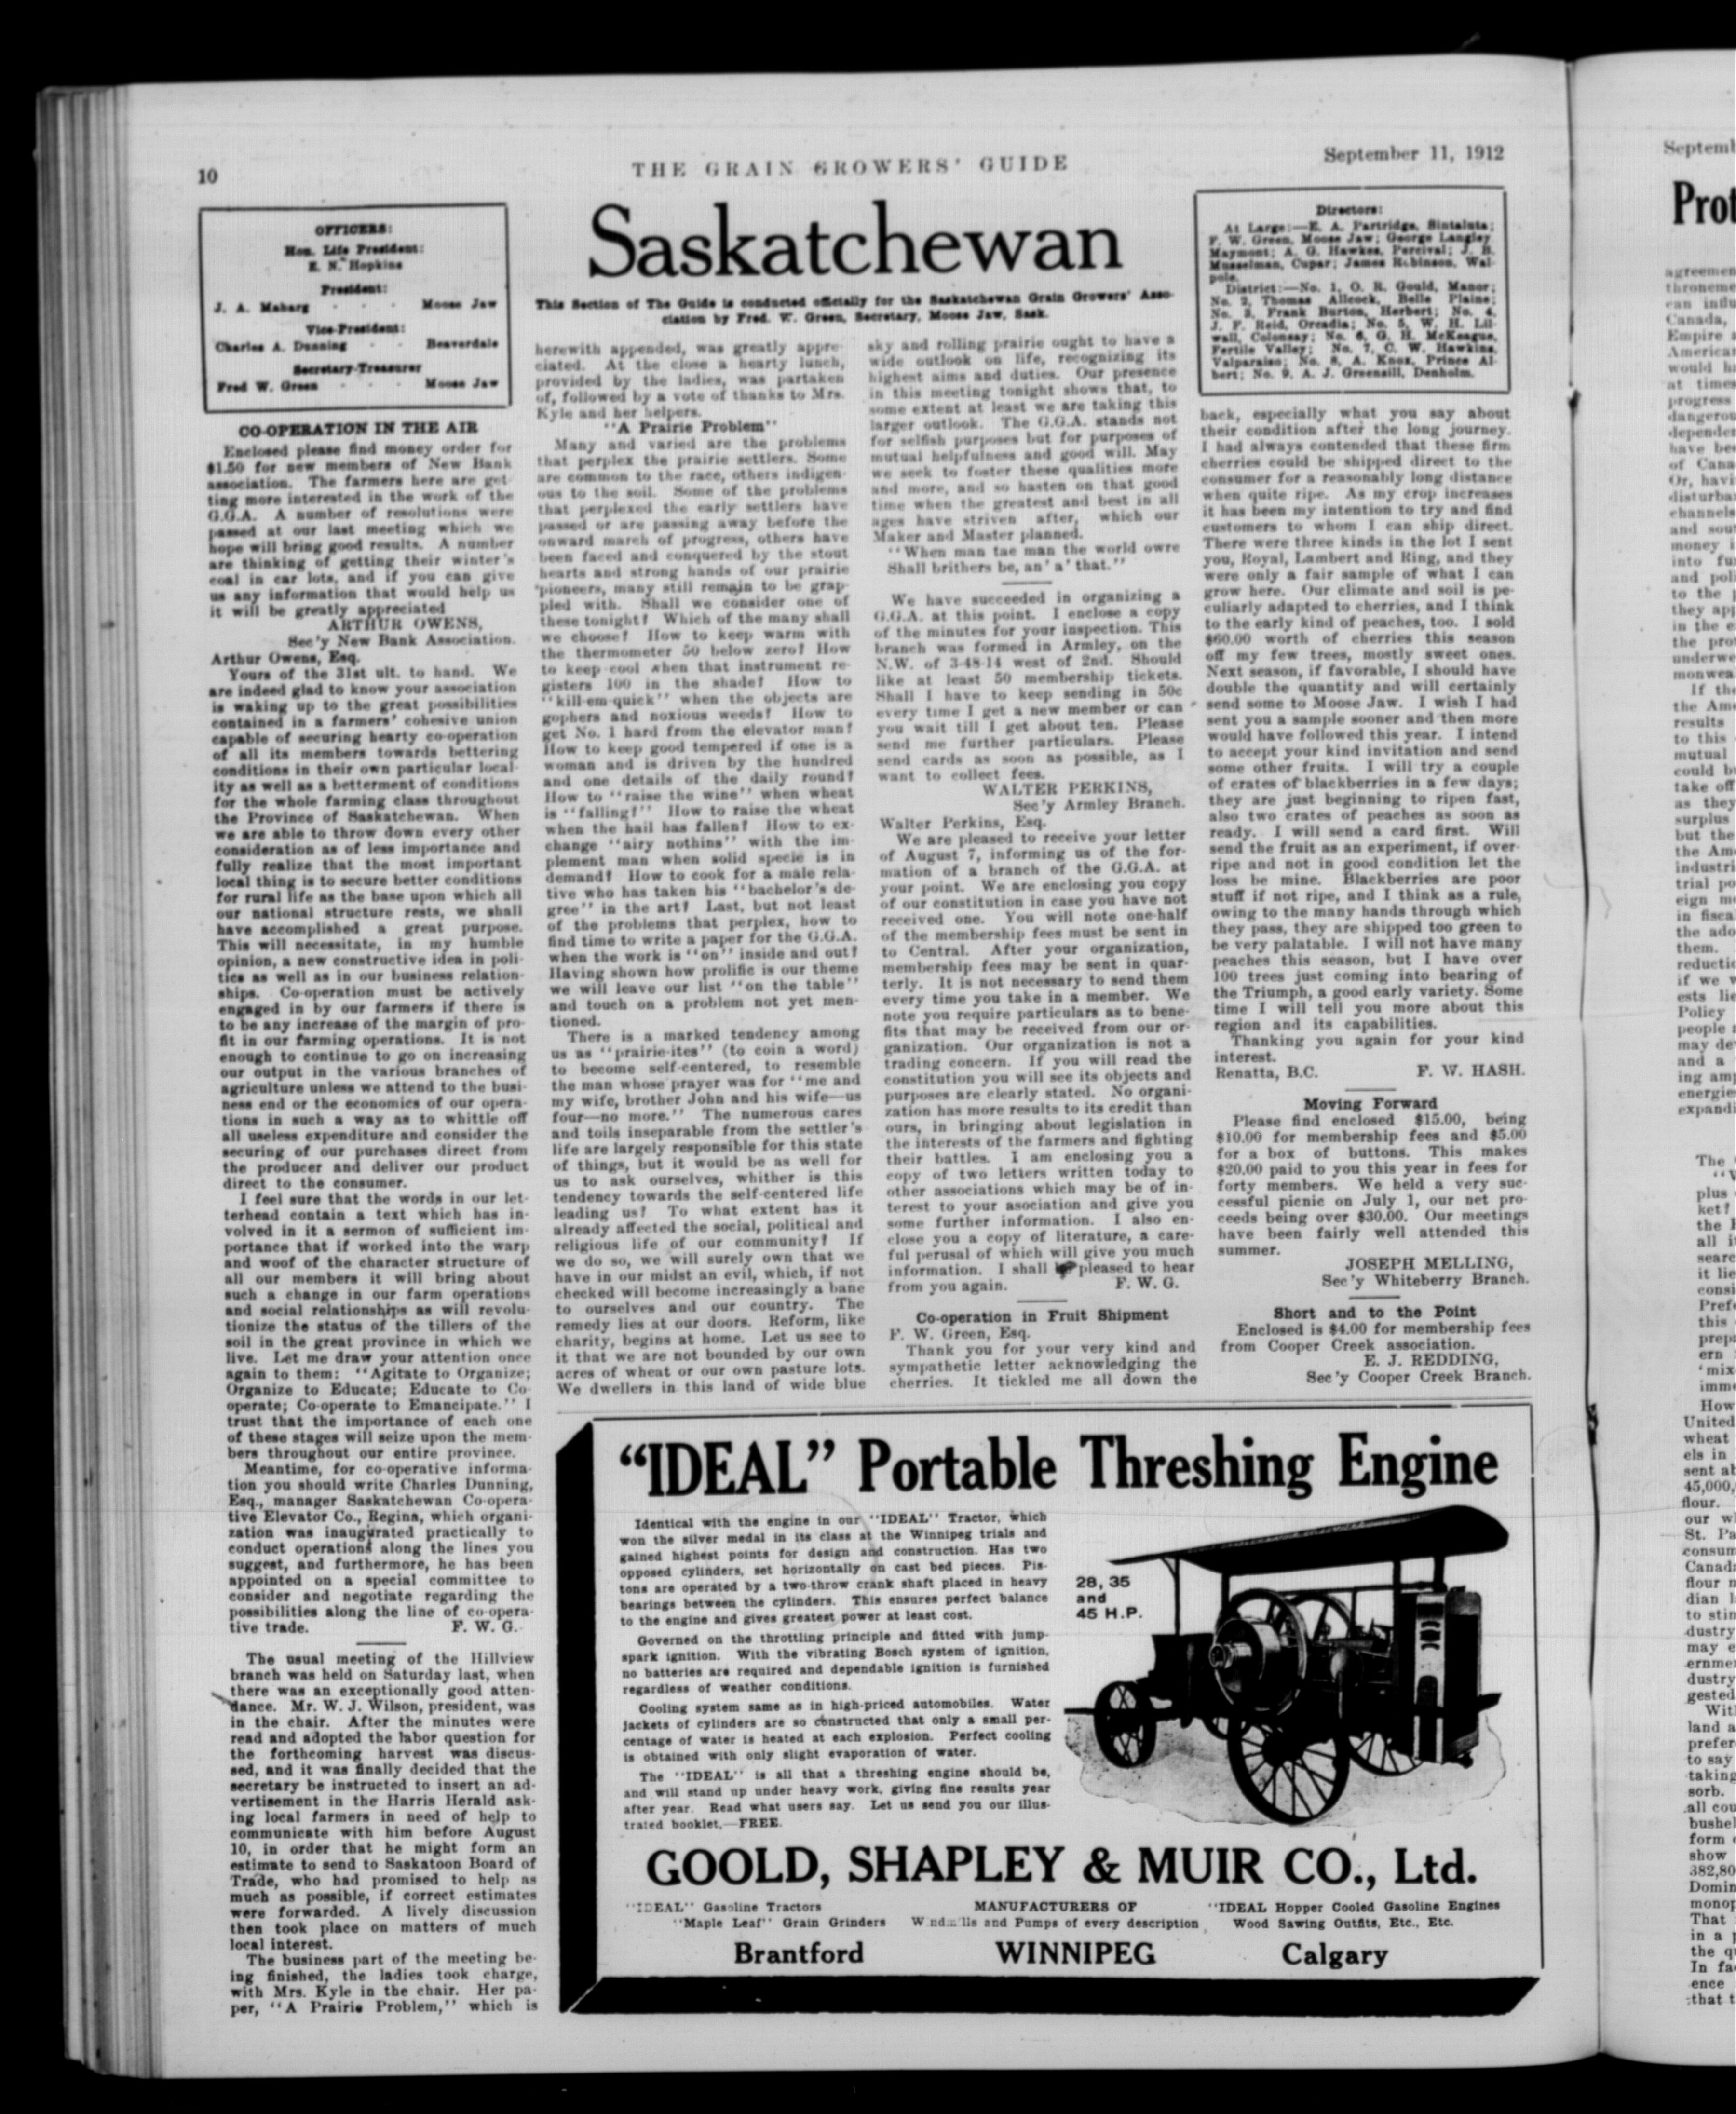 10
THE GRAIN GROWERS' GUIDE
September 11, 1912
OFFICERS:
Hon. Life President:
E. N. Hopkins
President:
J. A. Maharg - - - Moose Jaw
Vice-President:
Charles A. Dunning - - Beaverdale
Secretary-Treasurer
Fred W. Green - - - Moose Jaw
Saskatchewan
This Section of The Guide is conducted officially for the Saskatchewan Grain Growers' Asso-
ciation by Fred. W. Green, Secretary, Moose Jaw, Sask.
Directors:
At Large:—E. A. Partridge, Sintaluta;
F. W. Green, Moose Jaw; George Langley
Maymont; A. G. Hawkes, Percival; J. B.
Musselman, Cupar; James Robinson, Wal-
pole.
District:—No. 1, O. R. Gould, Manor;
No. 2, Thomas Allcock, Belle Plaine;
No. 3, Frank Burton, Herbert; No. 4,
J. F. Reid, Orcadia; No. 5, W. H. Lil-
wall, Colonsay; No. 6, G. H. McKeague,
Fertile Valley; No. 7, C. W. Hawkins,
Valparaiso; No. 8, A. Knox, Prince Al-
bert; No. 9, A. J. Greensill, Denholm.
CO-OPERATION IN THE AIR
Enclosed please find money order for
$1.50 for new members of New Bank
association. The farmers here are get-
ting more interested in the work of the
G.G.A. A number of resolutions were
passed at our last meeting which we
hope will bring good results. A number
are thinking of getting their winter's
coal in car lots, and if you can give
us any information that would help us
it will be greatly appreciated
ARTHUR OWENS,
Sec'y New Bank Association.
Arthur Owens, Esq.
Yours of the 31st ult. to hand. We
are indeed glad to know your association
is waking up to the great possibilities
contained in a farmers' cohesive union
capable of securing hearty co-operation
of all its members towards bettering
conditions in their own particular local-
ity as well as a betterment of conditions
for the whole farming class throughout
the Province of Saskatchewan. When
we are able to throw down every other
consideration as of less importance and
fully realize that the most important
local thing is to secure better conditions
for rural life as the base upon which all
our national structure rests, we shall
have accomplished a great purpose.
This will necessitate, in my humble
opinion, a new constructive idea in poli-
tics as well as in our business relation-
ships. Co-operation must be actively
engaged in by our farmers if there is
to be any increase of the margin of pro-
fit in our farming operations. It is not
enough to continue to go on increasing
our output in the various branches of
agriculture unless we attend to the busi-
ness end or the economics of our opera-
tions in such a way as to whittle off
all useless expenditure and consider the
securing of our purchases direct from
the producer and deliver our product
direct to the consumer.
I feel sure that the words in our let-
terhead contain a text which has in-
volved in it a sermon of sufficient im-
portance that if worked into the warp
and woof of the character structure of
all our members it will bring about
such a change in our farm operations
and social relationships as will revolu-
tionize the status of the tillers of the
soil in the great province in which we
live. Let me draw your attention once
again to them: "Agitate to Organize;
Organize to Educate; Educate to Co-
operate; Co-operate to Emancipate." I
trust that the importance of each one
of these stages will seize upon the mem-
bers throughout our entire province.
Meantime, for co-operative informa-
tion you should write Charles Dunning,
Esq., manager Saskatchewan Co-opera-
tive Elevator Co., Regina, which organi-
zation was inaugurated practically to
conduct operations along the lines you
suggest, and furthermore, he has been
appointed on a special committee to
consider and negotiate regarding the
possibilities along the line of co-opera-
tive trade. F. W. G.
The usual meeting of the Hillview
branch was held on Saturday last, when
there was an exceptionally good atten-
dance. Mr. W. J. Wilson, president, was
in the chair. After the minutes were
read and adopted the labor question for
the forthcoming harvest was discus-
sed, and it was finally decided that the
secretary be instructed to insert an ad-
vertisement in the Harris Herald ask-
ing local farmers in need of help to
communicate with him before August
10, in order that he might form an
estimate to send to Saskatoon Board of
Trade, who had promised to help as
much as possible, if correct estimates
were forwarded. A lively discussion
then took place on matters of much
local interest.
The business part of the meeting be-
ing finished, the ladies took charge,
with Mrs. Kyle in the chair. Her pa-
per, "A Prairie Problem," which is
herewith appended, was greatly appre-
ciated. At the close a hearty lunch,
provided by the ladies, was partaken
of, followed by a vote of thanks to Mrs.
Kyle and her helpers.
"A Prairie Problem"
Many and varied are the problems
that perplex the prairie settlers. Some
are common to the race, others indigen-
ous to the soil. Some of the problems
that perplexed the early settlers have
passed or are passing away before the
onward march of progress, others have
been faced and conquered by the stout
hearts and strong hands of our prairie
pioneers, many still remain to be grap-
pled with. Shall we consider one of
these tonight? Which of the many shall
we choose? How to keep warm with
the thermometer 50 below zero? How
to keep cool when that instrument re-
gisters 100 in the shade? How to
"kill-em-quick" when the objects are
gophers and noxious weeds? How to
get No. 1 hard from the elevator man?
How to keep good tempered if one is a
woman and is driven by the hundred
and one details of the daily round?
How to "raise the wine" when wheat
is "falling?" How to raise the wheat
when the hail has fallen? How to ex-
change "airy nothins" with the im-
plement man when solid specie is in
demand? How to cook for a male rela-
tive who has taken his "bachelor's de-
gree" in the art? Last, but not least
of the problems that perplex, how to
find time to write a paper for the G.G.A.
when the work is "on" inside and out?
Having shown how prolific is our theme
we will leave our list "on the table"
and touch on a problem not yet men-
tioned.
There is a marked tendency among
us as "prairie-ites" (to coin a word)
to become self-centered, to resemble
the man whose prayer was for "me and
my wife, brother John and his wife—us
four—no more." The numerous cares
and toils inseparable from the settler's
life are largely responsible for this state
of things, but it would be as well for
us to ask ourselves, whither is this
tendency towards the self-centered life
leading us? To what extent has it
already affected the social, political and
religious life of our community? If
we do so, we will surely own that we
have in our midst an evil, which, if not
checked will become increasingly a bane
to ourselves and our country. The
remedy lies at our doors. Reform, like
charity, begins at home. Let us see to
it that we are not bounded by our own
acres of wheat or our own pasture lots.
We dwellers in this land of wide blue
sky and rolling prairie ought to have a
wide outlook on life, recognizing its
highest aims and duties. Our presence
in this meeting tonight shows that, to
some extent at least we are taking this
larger outlook. The G.G.A. stands not
for selfish purposes but for purposes of
mutual helpfulness and good will. May
we seek to foster these qualities more
and more, and so hasten on that good
time when the greatest and best in all
ages have striven after, which our
Maker and Master planned.
"When man tae man the world owre
Shall brithers be, an' a' that."
We have succeeded in organizing a
G.G.A. at this point. I enclose a copy
of the minutes for your inspection. This
branch was formed in Armley, on the
N.W. of 3-48-14 west of 2nd. Should
like at least 50 membership tickets.
Shall I have to keep sending in 50c
every time I get a new member or can
you wait till I get about ten. Please
send me further particulars. Please
send cards as soon as possible, as I
want to collect fees.
WALTER PERKINS,
Sec'y Armley Branch.
Walter Perkins, Esq.
We are pleased to receive your letter
of August 7, informing us of the for-
mation of a branch of the G.G.A. at
your point. We are enclosing you copy
of our constitution in case you have not
received one. You will note one-half
of the membership fees must be sent in
to Central. After your organization,
membership fees may be sent in quar-
terly. It is not necessary to send them
every time you take in a member. We
note you require particulars as to bene-
fits that may be received from our or-
ganization. Our organization is not a
trading concern. If you will read the
constitution you will see its objects and
purposes are clearly stated. No organi-
zation has more results to its credit than
ours, in bringing about legislation in
the interests of the farmers and fighting
their battles. I am enclosing you a
copy of two letters written today to
other associations which may be of in-
terest to your asociation and give you
some further information. I also en-
close you a copy of literature, a care-
ful perusal of which will give you much
information. I shall pleased to hear
from you again. F. W. G.
Co-operation in Fruit Shipment
F. W. Green, Esq.
Thank you for your very kind and
sympathetic letter acknowledging the
cherries. It tickled me all down the
back, especially what you say about
their condition after the long journey.
I had always contended that these firm
cherries could be shipped direct to the
consumer for a reasonably long distance
when quite ripe. As my crop increases
it has been my intention to try and find
customers to whom I can ship direct.
There were three kinds in the lot I sent
you, Royal, Lambert and Ring, and they
were only a fair sample of what I can
grow here. Our climate and soil is pe-
culiarly adapted to cherries, and I think
to the early kind of peaches, too. I sold
$60.00 worth of cherries this season
off my few trees, mostly sweet ones.
Next season, if favorable, I should have
double the quantity and will certainly
send some to Moose Jaw. I wish I had
sent you a sample sooner and then more
would have followed this year. I intend
to accept your kind invitation and send
some other fruits. I will try a couple
of crates of blackberries in a few days;
they are just beginning to ripen fast,
also two crates of peaches as soon as
ready. I will send a card first. Will
send the fruit as an experiment, if over-
ripe and not in good condition let the
loss be mine. Blackberries are poor
stuff if not ripe, and I think as a rule,
owing to the many hands through which
they pass, they are shipped too green to
be very palatable. I will not have many
peaches this season, but I have over
100 trees just coming into bearing of
the Triumph, a good early variety. Some
time I will tell you more about this
region and its capabilities.
Thanking you again for your kind
interest.
Renatta, B.C. F. W. HASH.
Moving Forward
Please find enclosed $15.00, being
$10.00 for membership fees and $5.00
for a box of buttons. This makes
$20.00 paid to you this year in fees for
forty members. We held a very suc-
cessful picnic on July 1, our net pro-
ceeds being over $30.00. Our meetings
have been fairly well attended this
summer.
JOSEPH MELLING,
Sec'y Whiteberry Branch.
Short and to the Point
Enclosed is $4.00 for membership fees
from Cooper Creek association.
E. J. REDDING,
Sec'y Cooper Creek Branch.
"IDEAL" Portable Threshing Engine
Identical with the engine in our "IDEAL" Tractor, which
won the silver medal in its class at the Winnipeg trials and
gained highest points for design and construction. Has two
opposed cylinders, set horizontally on cast bed pieces. Pis-
tons are operated by a two-throw crank shaft placed in heavy
bearings between the cylinders. This ensures perfect balance
to the engine and gives greatest power at least cost.
Governed on the throttling principle and fitted with jump-
spark ignition. With the vibrating Bosch system of ignition,
no batteries are required and dependable ignition is furnished
regardless of weather conditions.
Cooling system same as in high-priced automobiles. Water
jackets of cylinders are so constructed that only a small per-
centage of water is heated at each explosion. Perfect cooling
is obtained with only slight evaporation of water.
The "IDEAL" is all that a threshing engine should be,
and will stand up under heavy work, giving fine results year
after year. Read what users say. Let us send you our illus-
trated booklet,—FREE.
28, 35
and
45 H.P.
GOOLD, SHAPLEY & MUIR CO., Ltd.
"IDEAL" Gasoline Tractors MANUFACTURERS OF "IDEAL Hopper Cooled Gasoline Engines
"Maple Leaf" Grain Grinders Windmills and Pumps of every description Wood Sawing Outfits, Etc., Etc.
Brantford WINNIPEG Calgary